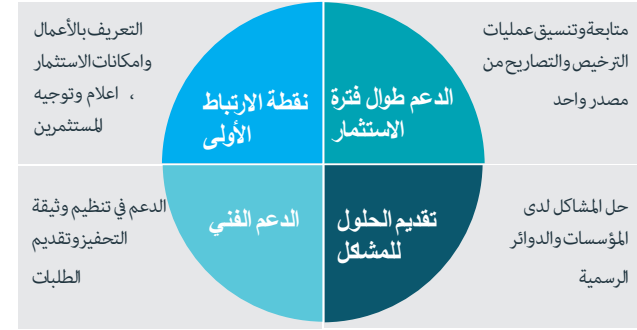 متابعة وتنسيق عمليات
الترخيص والتصاريح من
مصدر واحد
الدعم طوال فترة
الاستثمار
نقطة الارتباط
الأولى
التعريف بالأعمال
وامكانات الاستثمار
، اعلام وتوجيه
للمستثمرين
حل المشاكل لدى
المؤسسات والدوائر
الرسمية
تقديم الحلول
للمشكل
الدعم الفني
الدعم في تنظيم وثيقة
التحفيز وتقديم
الطلبات